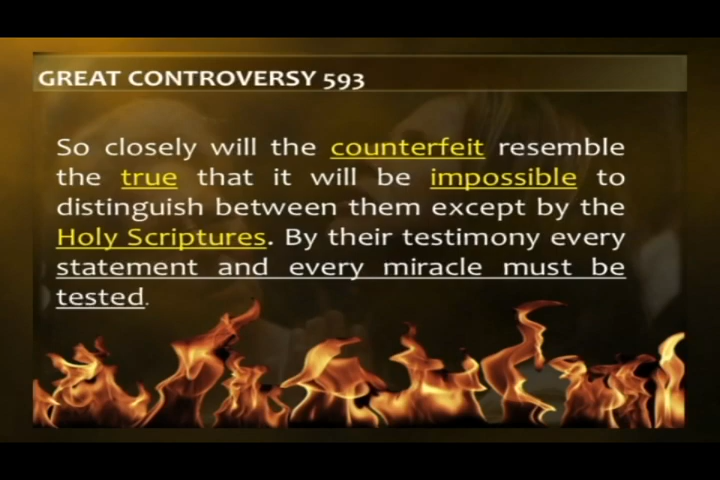 GREAT CONTROVERSY 593
So closely will the counterfeit resemble
the true that it will be impossible to
distinguish between them except by the
Holy Scriptures. By their testimony every
statement and every miracle must be
tested.